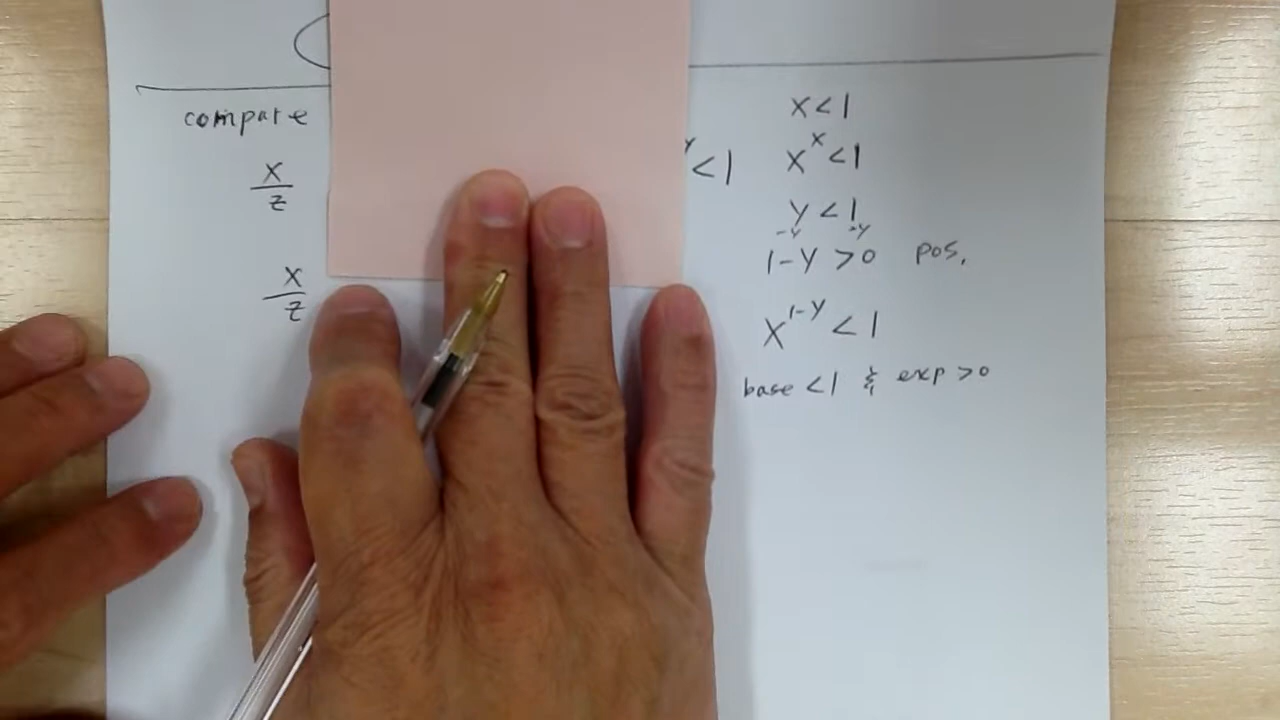 compare
x/z
x/z
y<1
x<1
x^x<1
y<1
-y -y
1-y>0 pos.
x^(1-y)<1
base <1 & exp >0